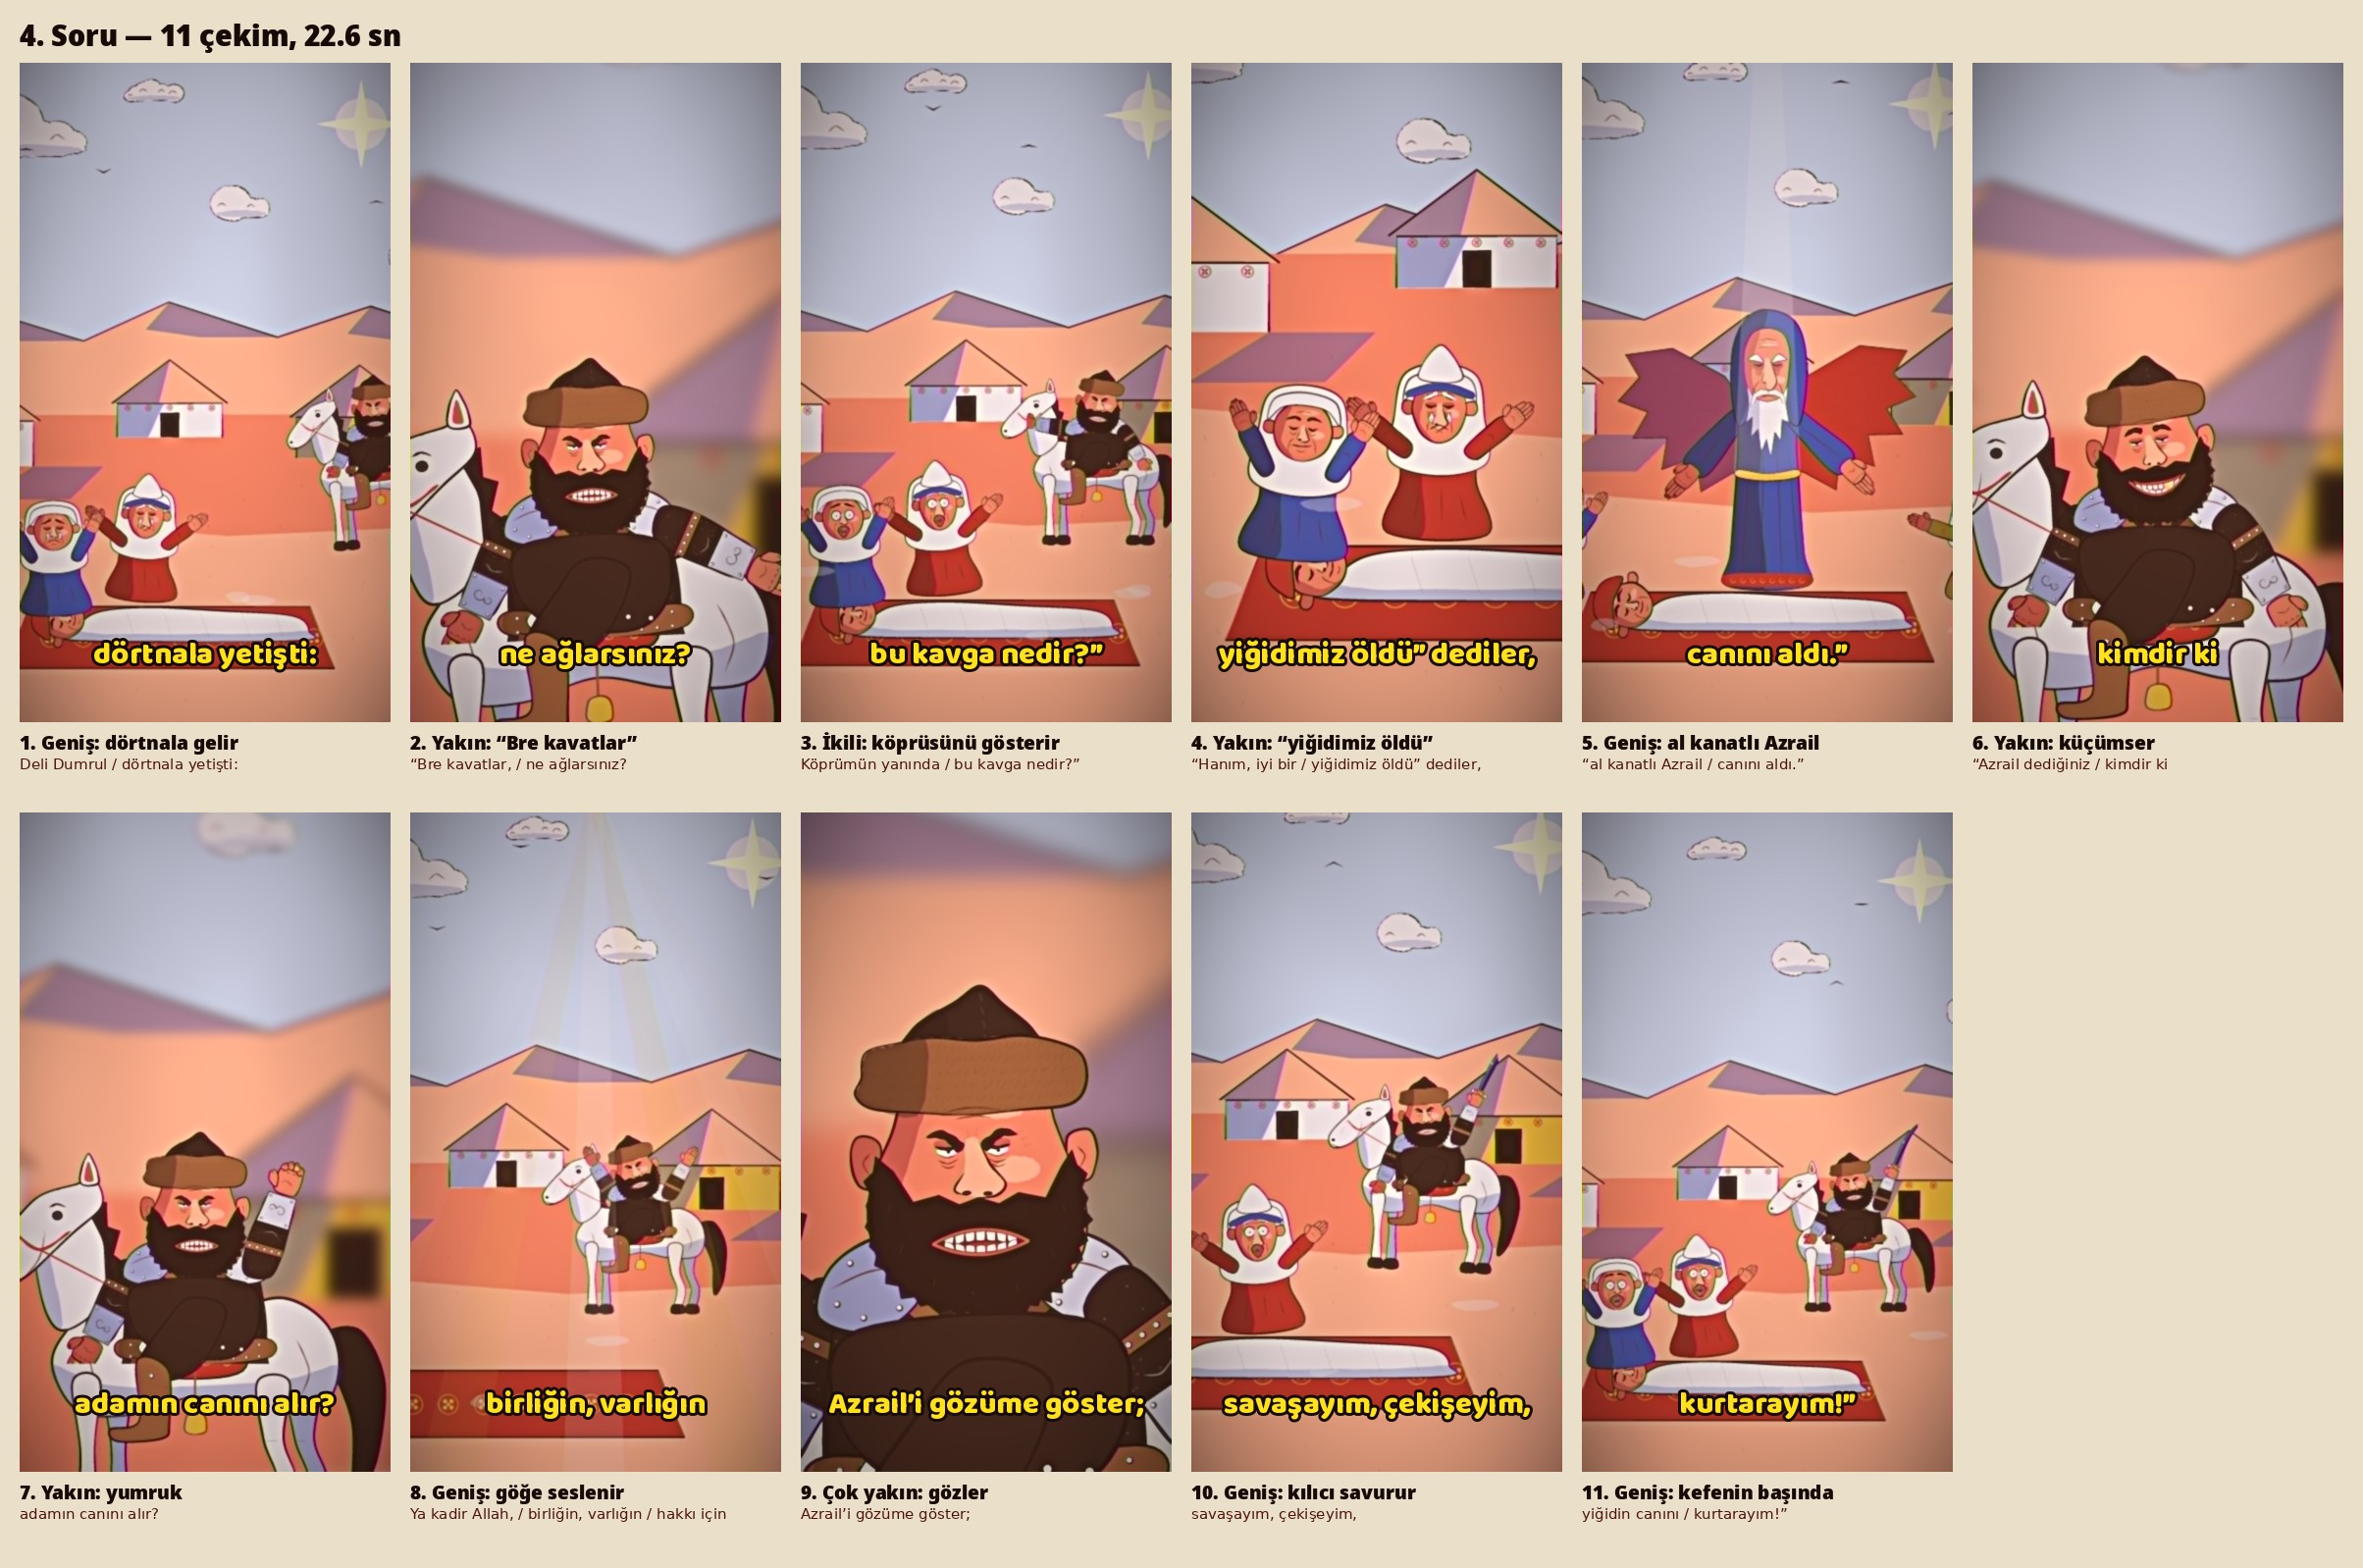 4. Soru — 11 çekim, 22.6 sn
dörtnala yetişti:
ne ağlarsınız?
bu kavga nedir?”
yiğidimiz öldü” dediler,
canını aldı.”
kimdir ki
1. Geniş: dörtnala gelir
Deli Dumrul / dörtnala yetişti:
2. Yakın: “Bre kavatlar”
“Bre kavatlar, / ne ağlarsınız?
3. İkili: köprüsünü gösterir
Köprümün yanında / bu kavga nedir?”
4. Yakın: “yiğidimiz öldü”
“Hanım, iyi bir / yiğidimiz öldü” dediler,
5. Geniş: al kanatlı Azrail
“al kanatlı Azrail / canını aldı.”
6. Yakın: küçümser
“Azrail dediğiniz / kimdir ki
adamın canını alır?
birliğin, varlığın
Azrail’i gözüme göster;
savaşayım, çekişeyim,
kurtarayım!”
7. Yakın: yumruk
adamın canını alır?
8. Geniş: göğe seslenir
Ya kadir Allah, / birliğin, varlığın / hakkı için
9. Çok yakın: gözler
Azrail’i gözüme göster;
10. Geniş: kılıcı savurur
savaşayım, çekişeyim,
11. Geniş: kefenin başında
yiğidin canını / kurtarayım!”